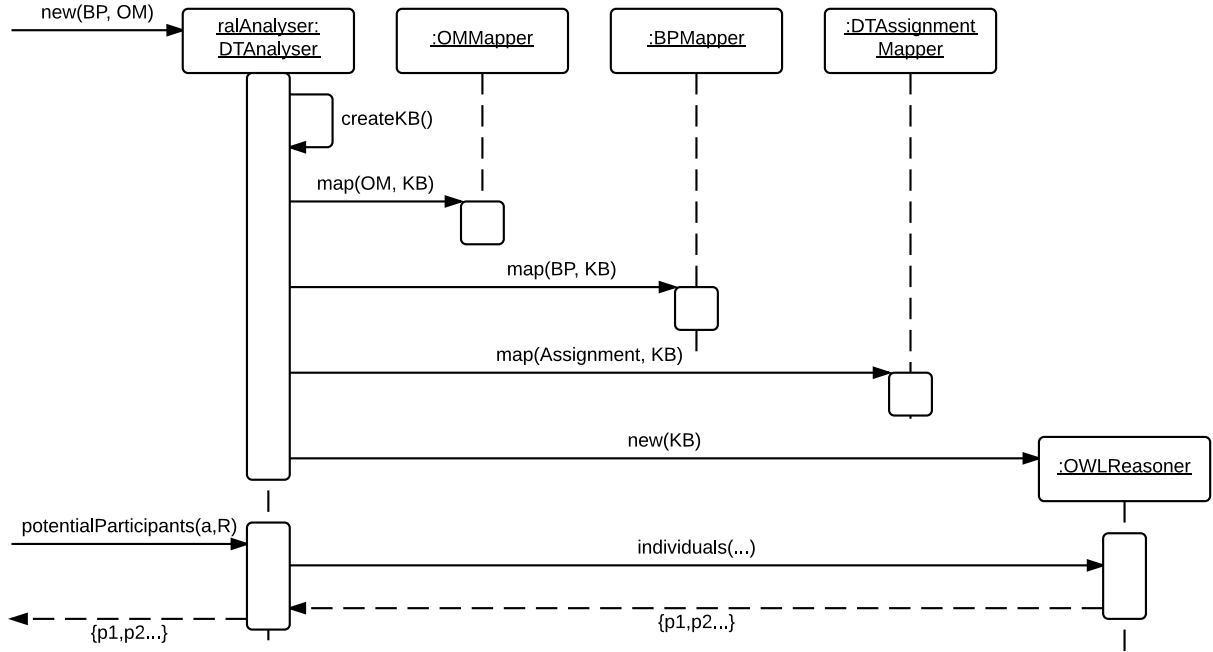 new(BP, OM)
ralAnalyser:
DTAnalyser
:OMMapper
:BPMapper
:DTAssignment
Mapper
createKB()
map(OM, KB)
map(BP, KB)
map(Assignment, KB)
new(KB)
:OWLReasoner
potentialParticipants(a,R)
individuals(...)
{p1,p2...}
{p1,p2...}